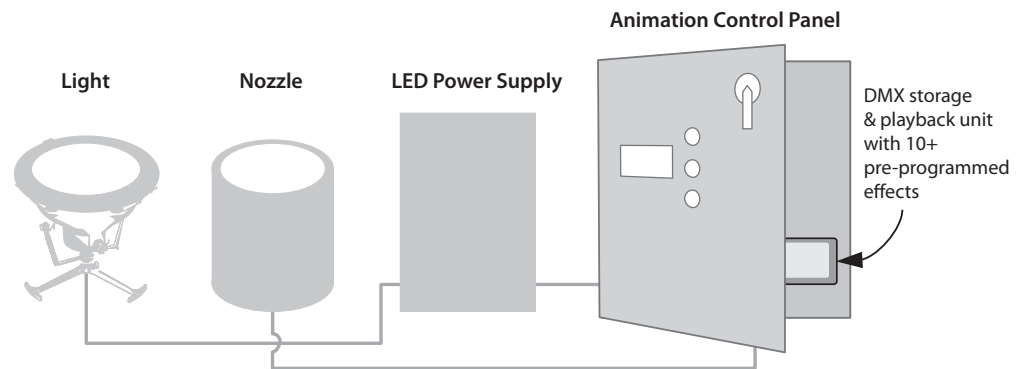 Animation Control Panel
Light
Nozzle
LED Power Supply
DMX storage
& playback unit
with 10+
pre-programmed
effects